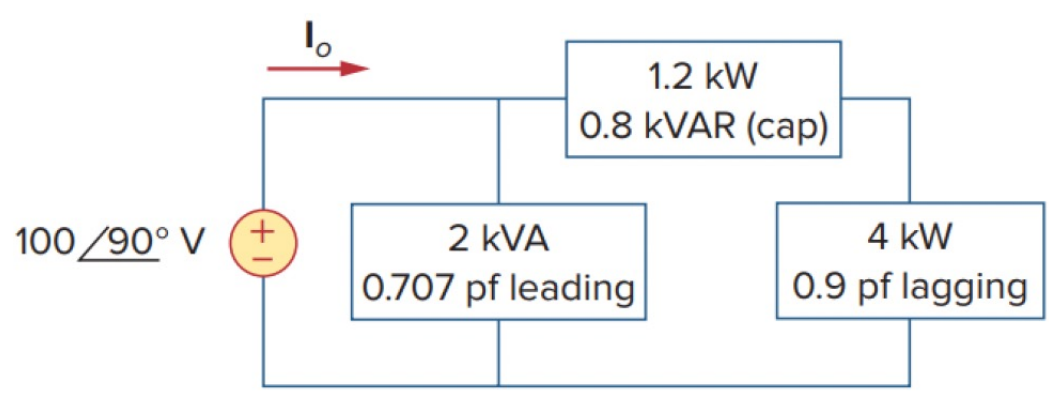 Iₒ
1.2 kW
0.8 kVAR (cap)
100 /90° V
+
−
2 kVA
0.707 pf leading
4 kW
0.9 pf lagging